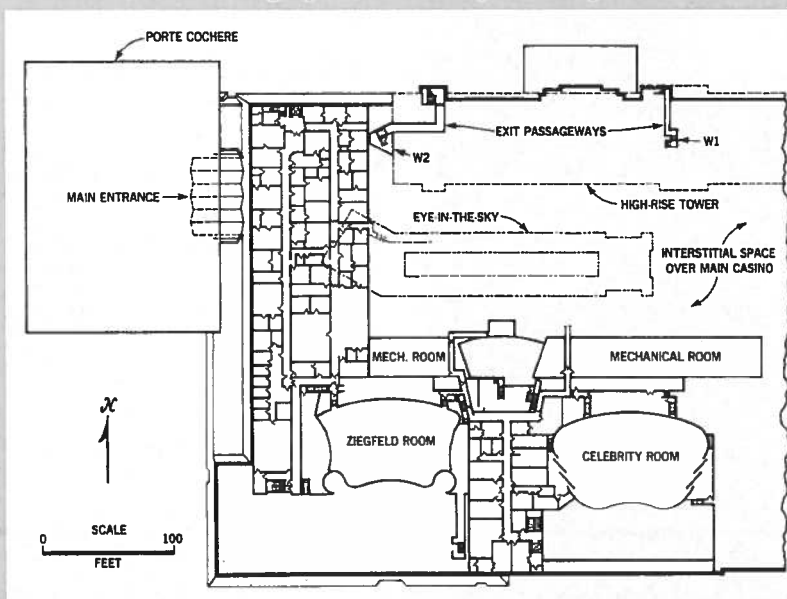 PORTE COCHERE
EXIT PASSAGEWAYS
W1
W2
MAIN ENTRANCE
HIGH-RISE TOWER
EYE-IN-THE-SKY
INTERSTITIAL SPACE
OVER MAIN CASINO
MECH. ROOM
MECHANICAL ROOM
N
ZIEGFELD ROOM
CELEBRITY ROOM
SCALE
0 100
FEET